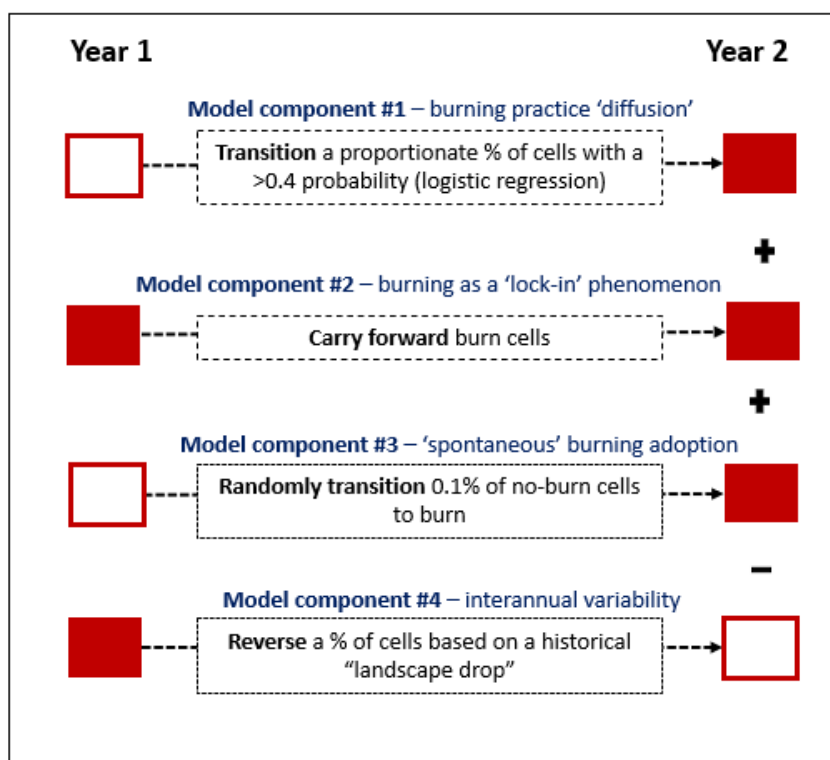 Year 1
Year 2
Model component #1 – burning practice ‘diffusion’
Transition a proportionate % of cells with a
>0.4 probability (logistic regression)
+
Model component #2 – burning as a ‘lock-in’ phenomenon
Carry forward burn cells
+
Model component #3 – ‘spontaneous’ burning adoption
Randomly transition 0.1% of no-burn cells
to burn
–
Model component #4 – interannual variability
Reverse a % of cells based on a historical
“landscape drop”